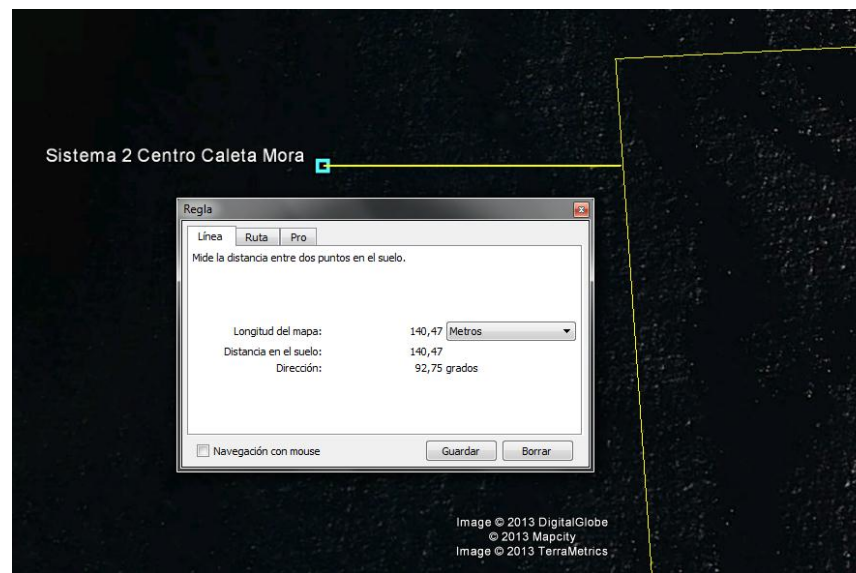 Sistema 2 Centro Caleta Mora
Regla
Línea Ruta Pro
Mide la distancia entre dos puntos en el suelo.
Longitud del mapa: 140,47 Metros
Distancia en el suelo: 140,47
Dirección: 92,75 grados
Navegación con mouse Guardar Borrar
Image © 2013 DigitalGlobe
© 2013 Mapcity
Image © 2013 TerraMetrics